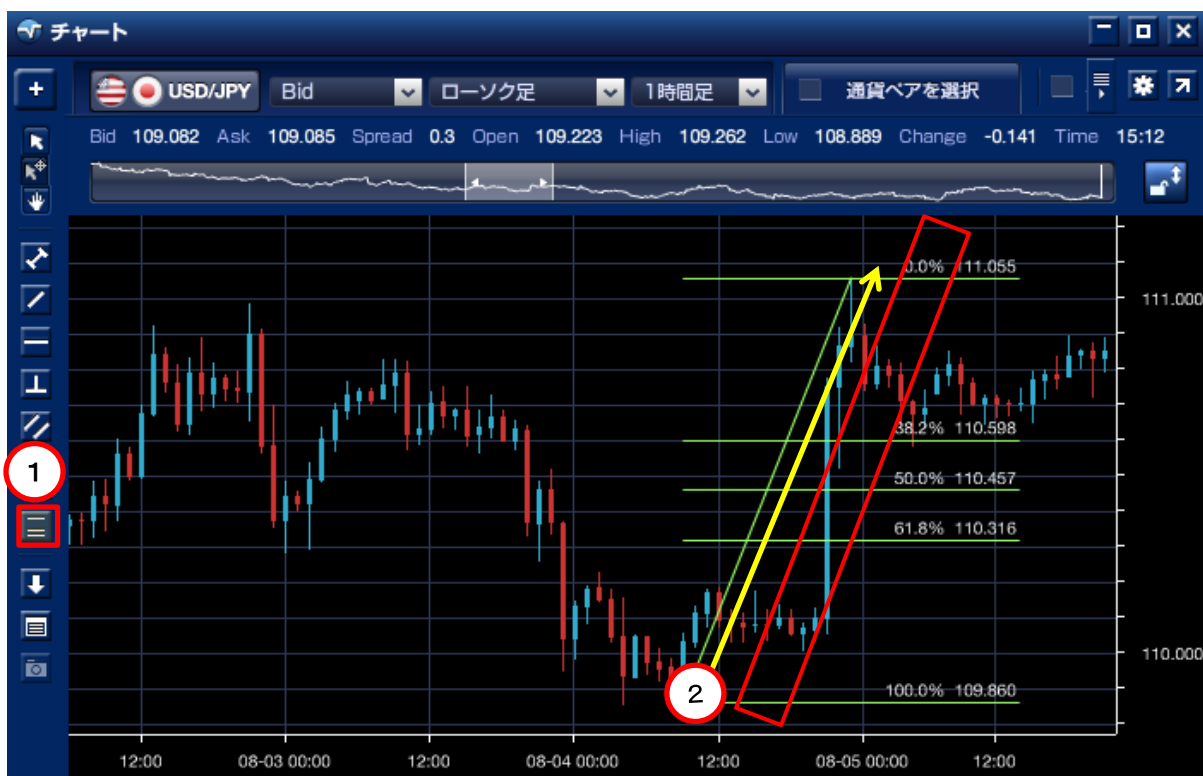 チャート
USD/JPY Bid ローソク足 1時間足 通貨ペアを選択
Bid 109.082 Ask 109.085 Spread 0.3 Open 109.223 High 109.262 Low 108.889 Change -0.141 Time 15:12
0.0% 111.055
111.000
38.2% 110.598
1
50.0% 110.457
61.8% 110.316
110.000
2
100.0% 109.860
12:00 08-03 00:00 12:00 08-04 00:00 12:00 08-05 00:00 12:00